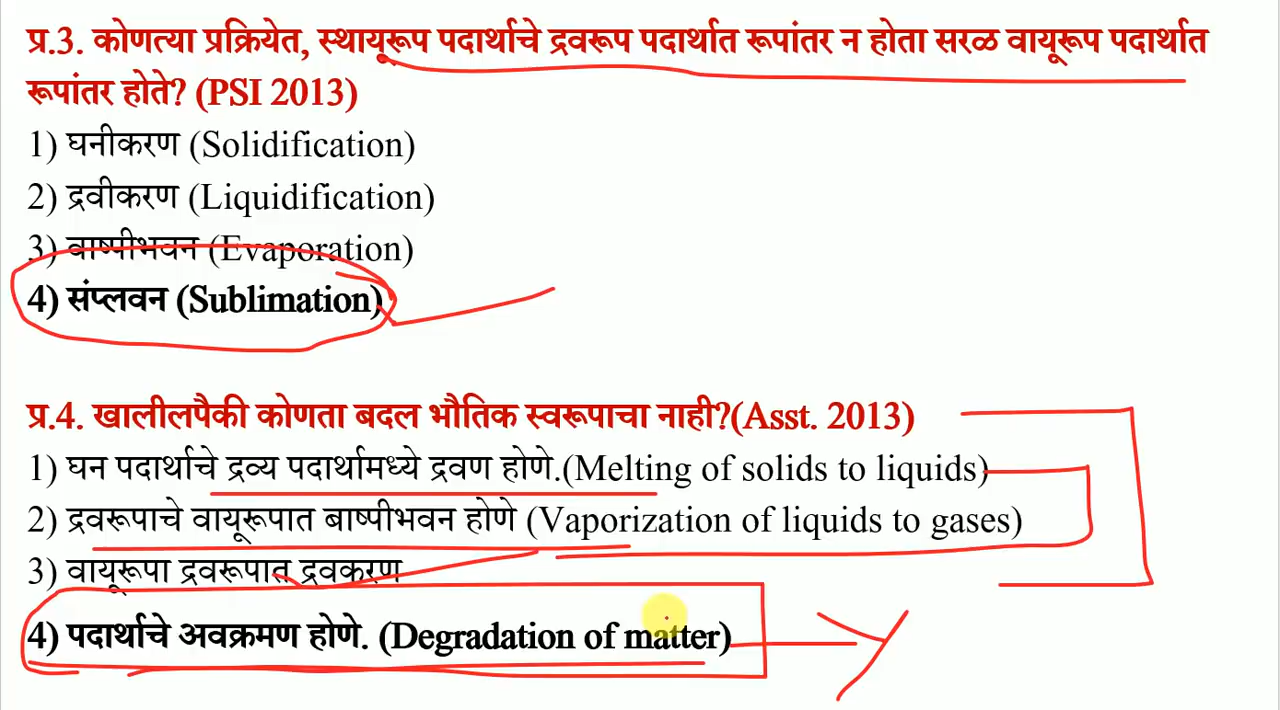 प्र.3. कोणत्या प्रक्रियेत, स्थायूरूप पदार्थाचे द्रवरूप पदार्थात रूपांतर न होता सरळ वायूरूप पदार्थात
रूपांतर होते? (PSI 2013)
1) घनीकरण (Solidification)
2) द्रवीकरण (Liquidification)
3) वाष्पीभवन (Evaporation)
4) संप्लवन (Sublimation)
प्र.4. खालीलपैकी कोणता बदल भौतिक स्वरूपाचा नाही?(Asst. 2013)
1) घन पदार्थाचे द्रव्य पदार्थामध्ये द्रवण होणे.(Melting of solids to liquids)
2) द्रवरूपाचे वायूरूपात बाष्पीभवन होणे (Vaporization of liquids to gases)
3) वायूरूपा द्रवरूपात द्रवकरण
4) पदार्थाचे अवक्रमण होणे. (Degradation of matter)